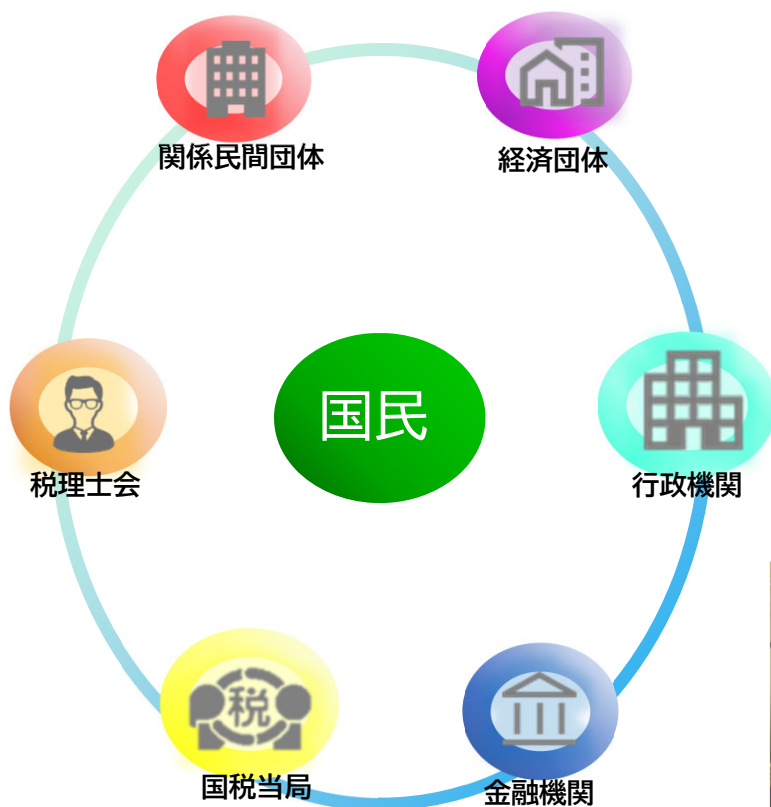 関係民間団体
経済団体
国民
税理士会
行政機関
税
国税当局
金融機関